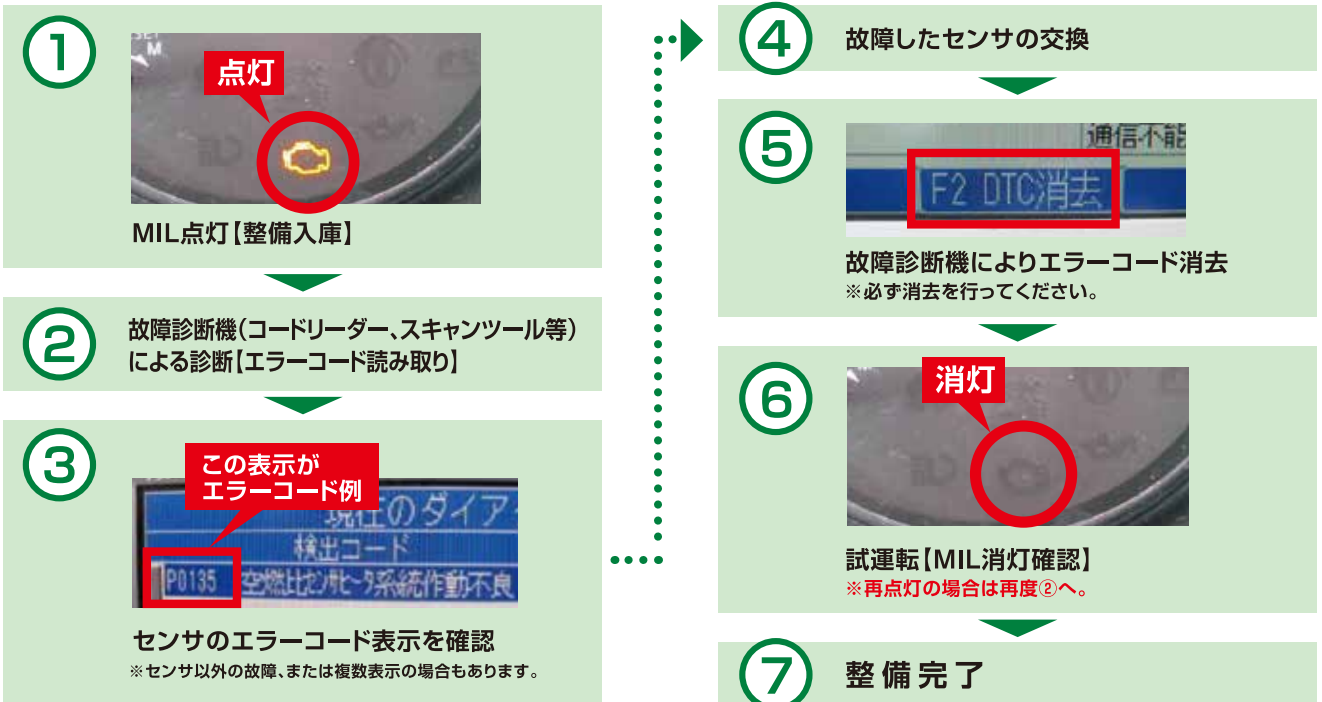 ①
点灯
MIL点灯【整備入庫】
②
故障診断機（コードリーダー、スキャンツール等）
による診断【エラーコード読み取り】
③
この表示が
エラーコード例
現在のダイア
検出コード
P0135 空燃比センサヒータ系統作動不良
センサのエラーコード表示を確認
※センサ以外の故障、または複数表示の場合もあります。
④
故障したセンサの交換
⑤
通信不能
F2 DTC消去
故障診断機によりエラーコード消去
※必ず消去を行ってください。
⑥
消灯
試運転【MIL消灯確認】
※再点灯の場合は再度②へ。
⑦
整備完了